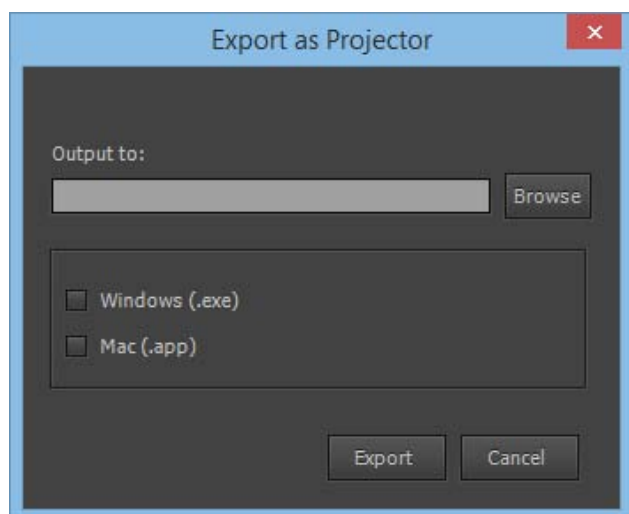 Export as Projector
Output to:
Browse
Windows (.exe)
Mac (.app)
Export Cancel